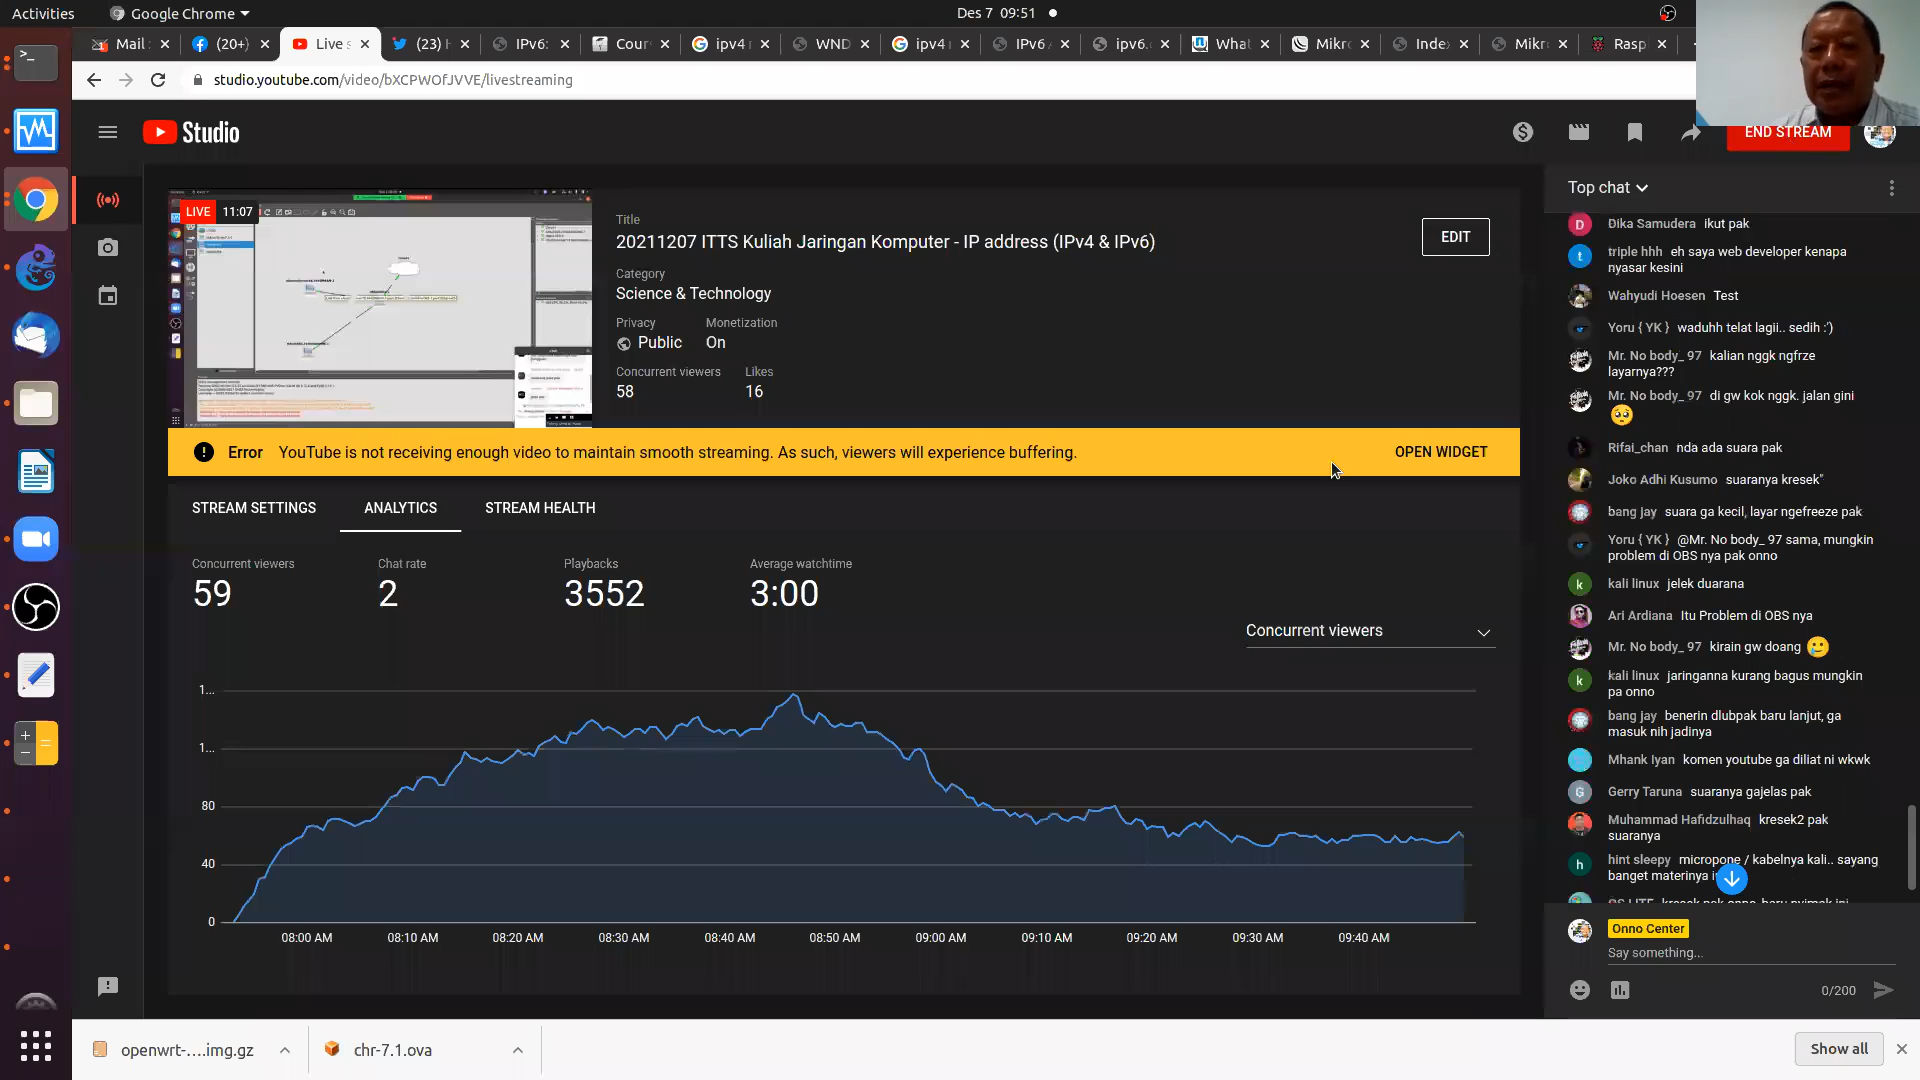 Activities
Google Chrome
Des 7 09:51
Mail
(20+)
Live s
(23) H
IPv6:
Cour
ipv4 r
WND
ipv4 r
IPv6
ipv6.c
What
Mikro
Index
Mikro
Rasp
studio.youtube.com/video/bXCPWOfJVVE/livestreaming
Studio
END STREAM
LIVE 11:07
Title
20211207 ITTS Kuliah Jaringan Komputer - IP address (IPv4 & IPv6)
EDIT
Category
Science & Technology
Privacy
Monetization
Public
On
Concurrent viewers
Likes
58
16
Error YouTube is not receiving enough video to maintain smooth streaming. As such, viewers will experience buffering.
OPEN WIDGET
STREAM SETTINGS
ANALYTICS
STREAM HEALTH
Concurrent viewers
Chat rate
Playbacks
Average watchtime
59
2
3552
3:00
Concurrent viewers
1...
1...
80
40
0
08:00 AM
08:10 AM
08:20 AM
08:30 AM
08:40 AM
08:50 AM
09:00 AM
09:10 AM
09:20 AM
09:30 AM
09:40 AM
Top chat
Dika Samudera ikut pak
triple hhh eh saya web developer kenapa
nyasar kesini
Wahyudi Hoesen Test
Yoru { YK } waduhh telat lagii.. sedih :')
Mr. No body_ 97 kalian nggk ngfrze
layarnya???
Mr. No body_ 97 di gw kok nggk. jalan gini
Rifai_chan nda ada suara pak
Joko Adhi Kusumo suaranya kresek"
bang jay suara ga kecil, layar ngefreeze pak
Yoru { YK } @Mr. No body_ 97 sama, mungkin
problem di OBS nya pak onno
kali linux jelek duarana
Ari Ardiana Itu Problem di OBS nya
Mr. No body_ 97 kirain gw doang
kali linux jaringanna kurang bagus mungkin
pa onno
bang jay benerin dlubpak baru lanjut, ga
masuk nih jadinya
Mhank Iyan komen youtube ga diliat ni wkwk
Gerry Taruna suaranya gajelas pak
Muhammad Hafidzulhaq kresek2 pak
suaranya
hint sleepy micropone / kabelnya kali.. sayang
banget materinya
Onno Center
Say something...
0/200
openwrt-....img.gz
chr-7.1.ova
Show all